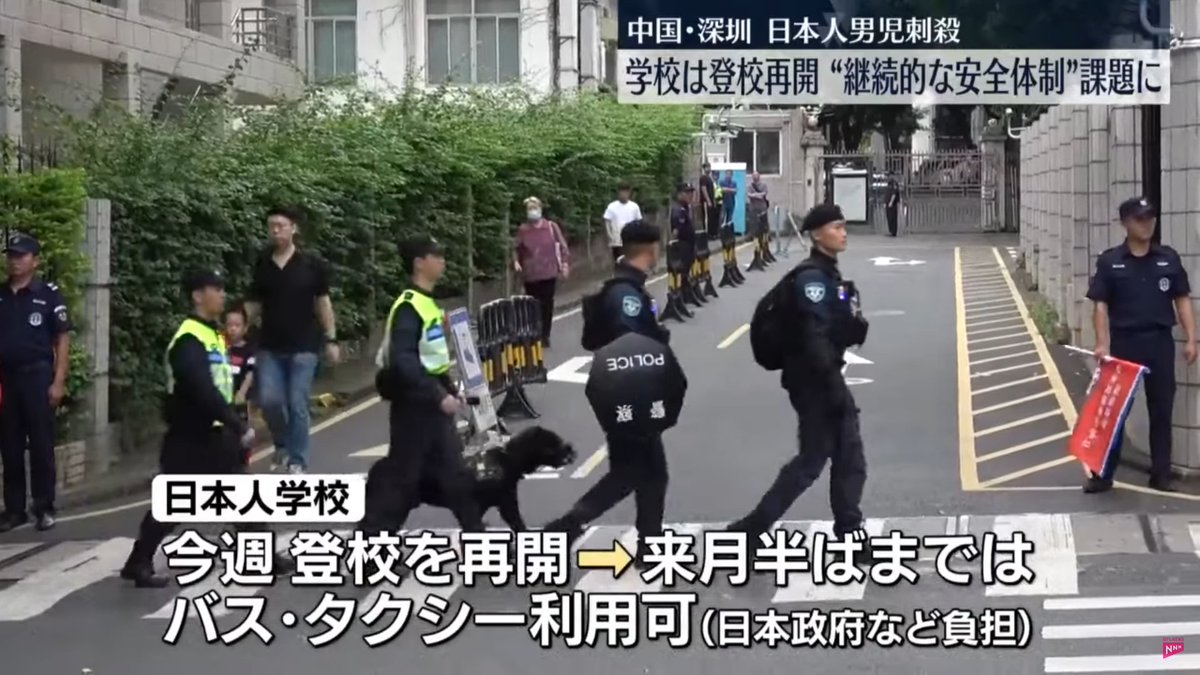 中国・深圳 日本人男児刺殺
学校は登校再開 “継続的な安全体制”課題に
POLICE
警察
日本人学校
今週 登校を再開➡来月半ばまでは
バス・タクシー利用可(日本政府など負担)
NNN